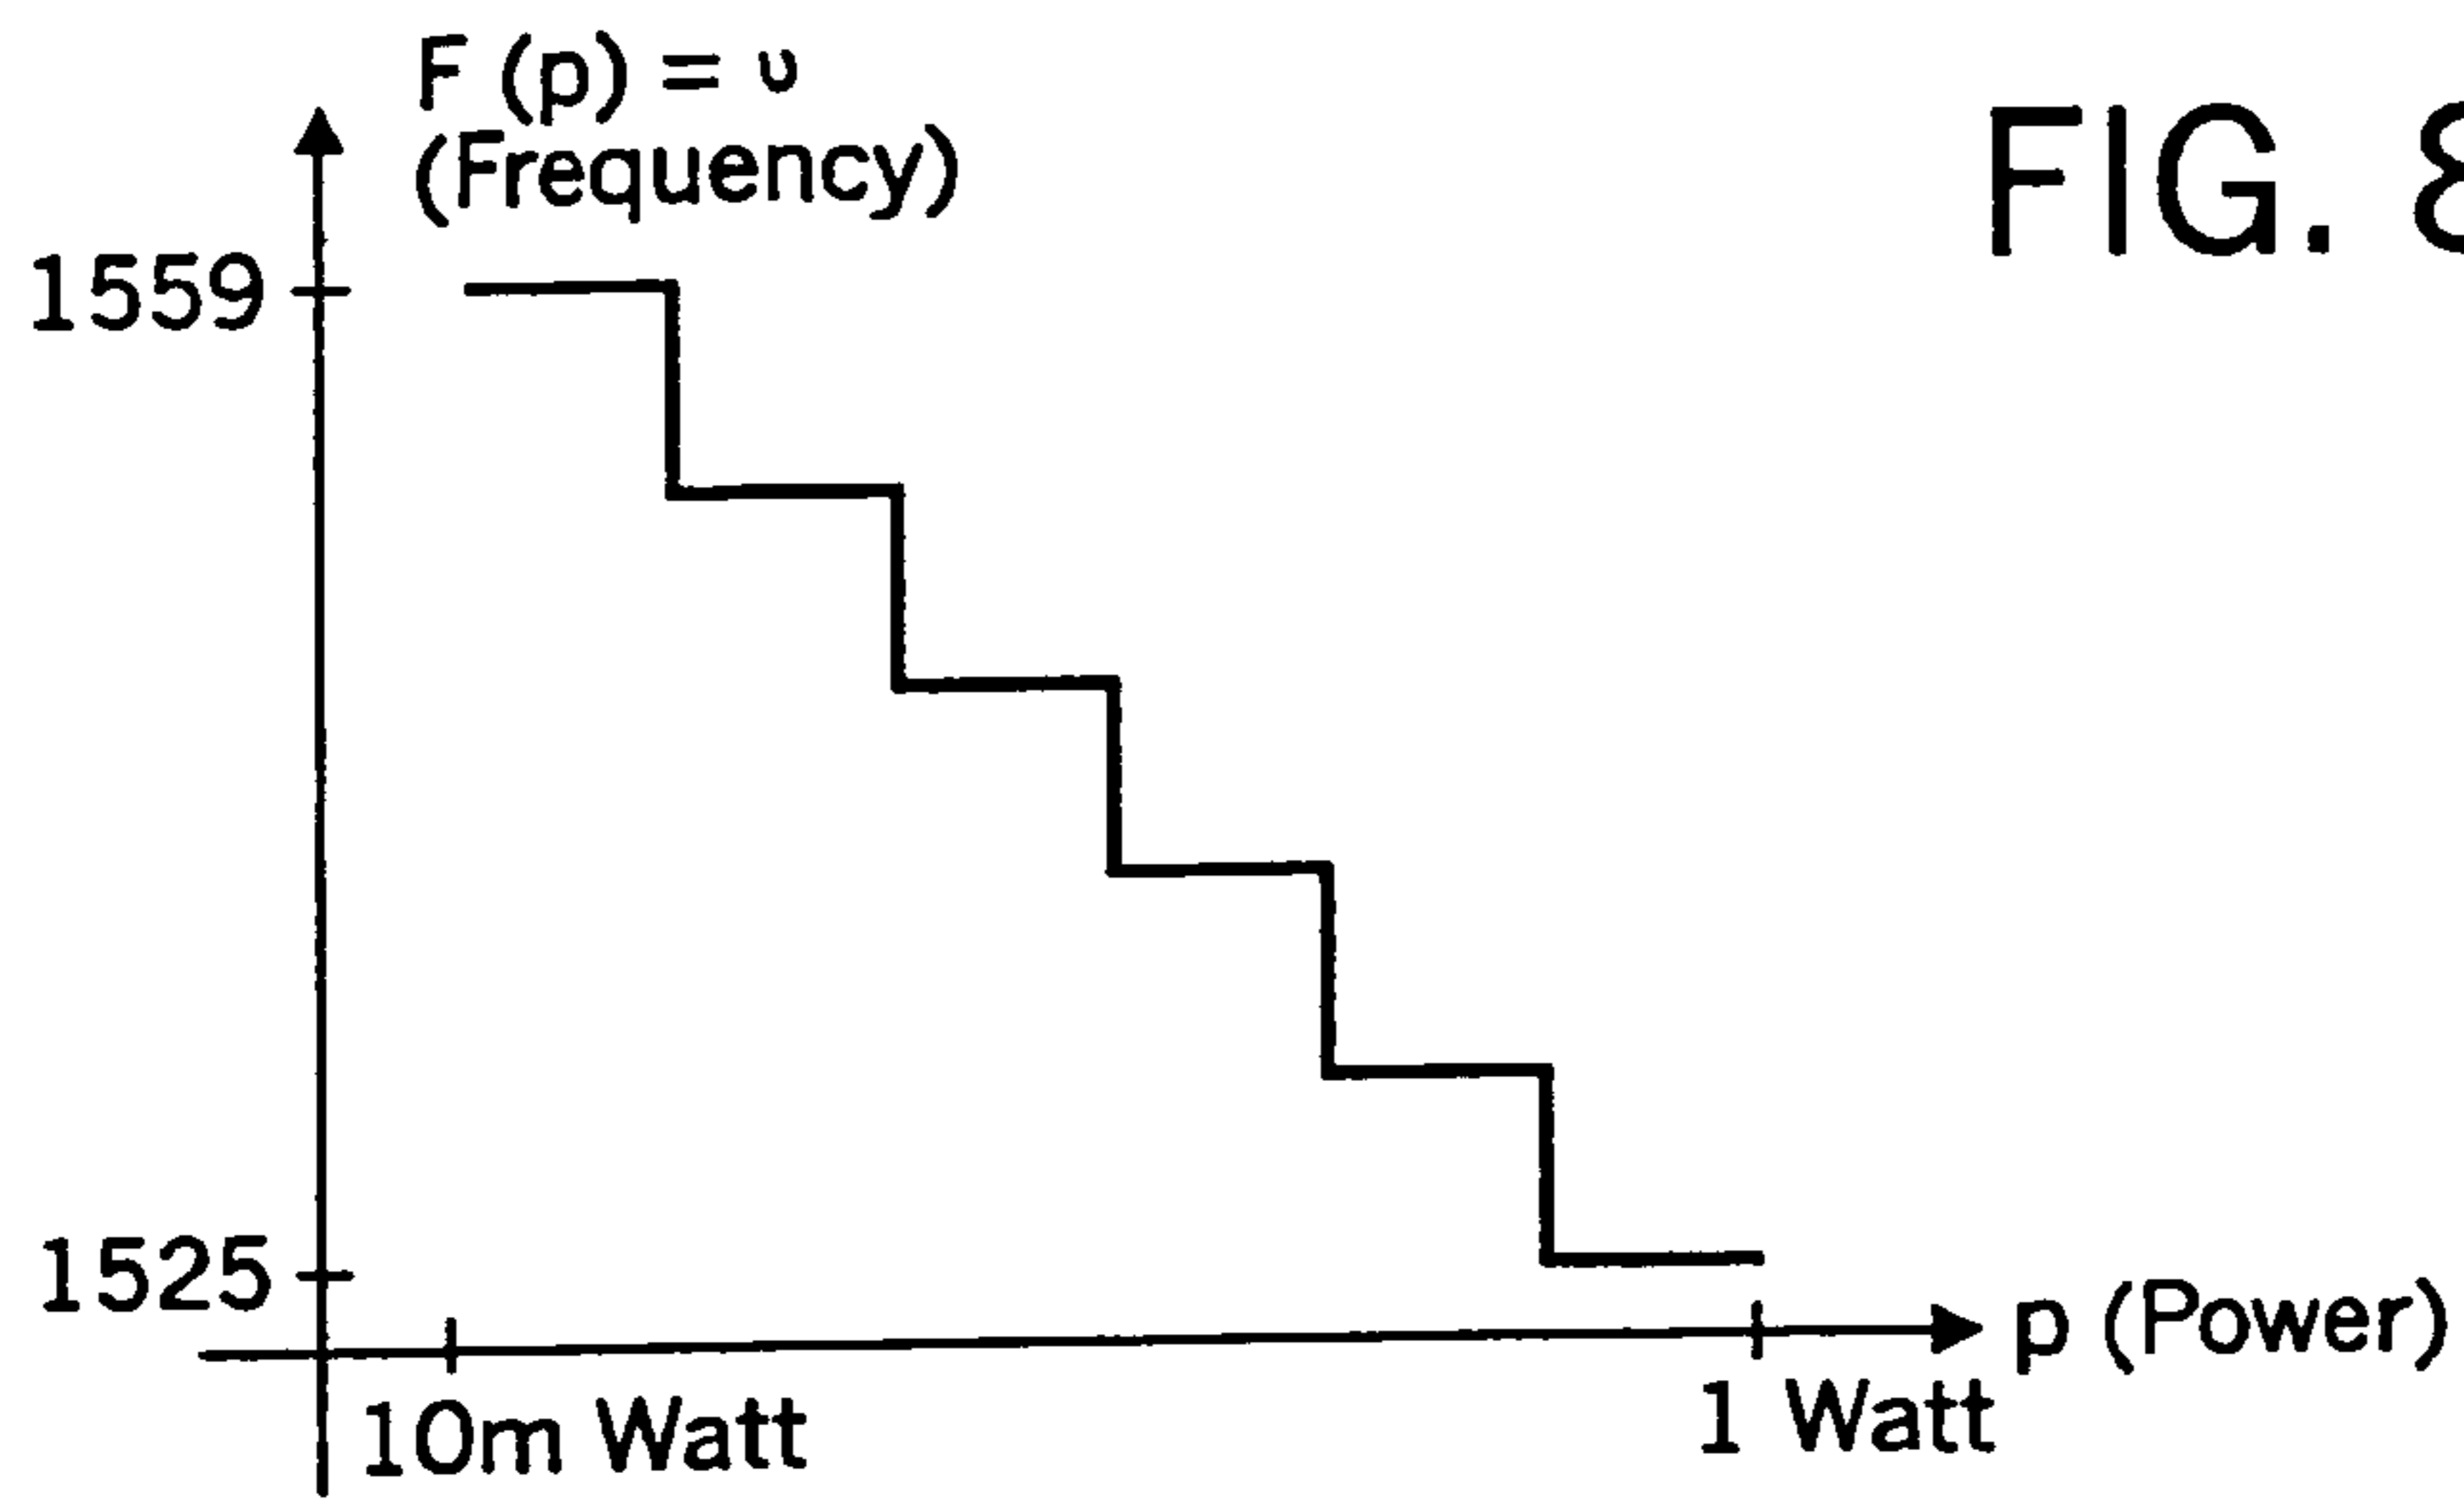 F (p) = υ
(Frequency)
FIG. 8
1559
1525
10m Watt
1 Watt
p (Power)